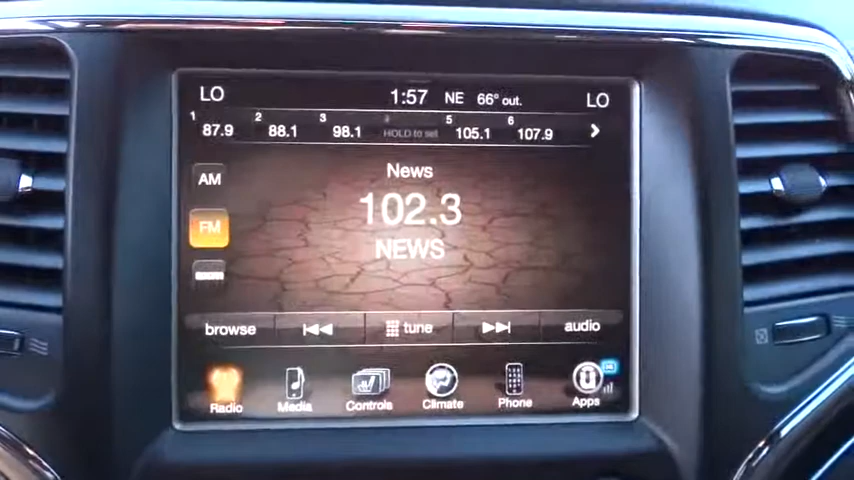 LO 1:57 NE 66° out. LO
1 87.9 2 88.1 3 98.1 4 HOLD to set 5 105.1 6 107.9
News
AM
102.3
FM
NEWS
browse tune audio
Radio Media Controls Climate Phone Apps